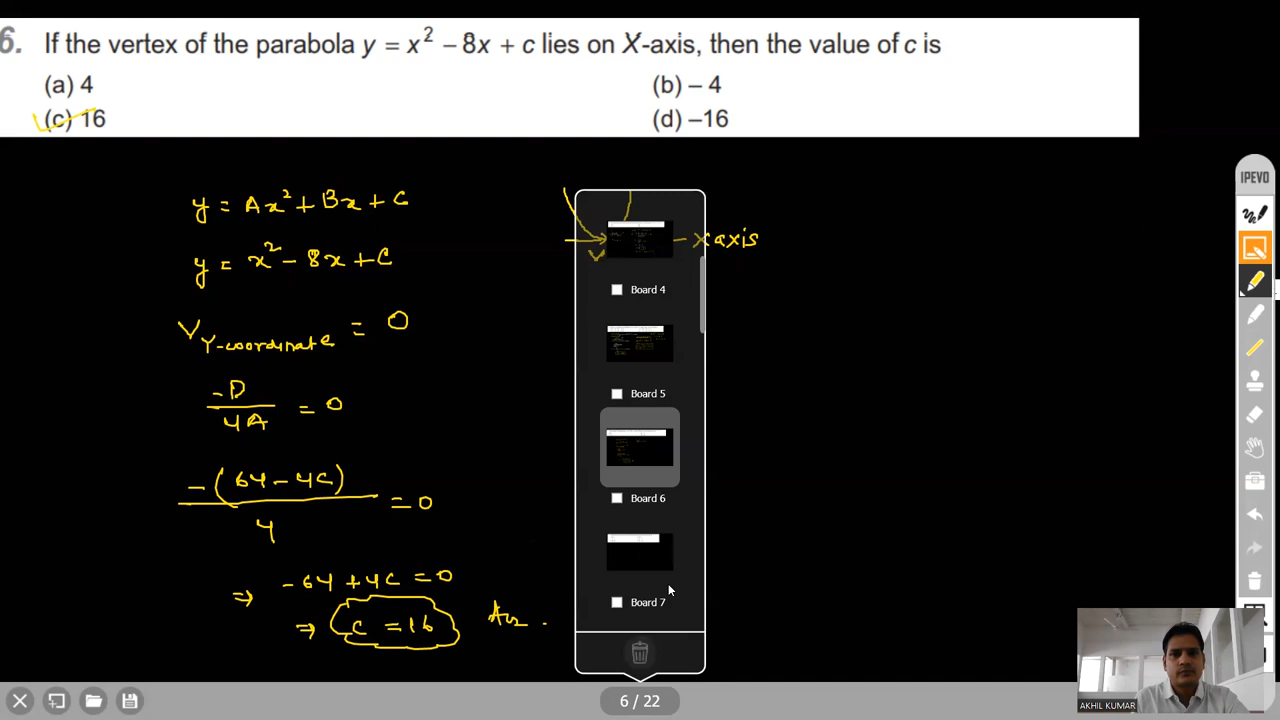 6. If the vertex of the parabola y = x² – 8x + c lies on X-axis, then the value of c is
(a) 4
(b) – 4
(c) 16
(d) –16
y = Ax² + Bx + C
y = x² - 8x + C
V Y-coordinate = 0
-D/4A = 0
-(64 - 4C)/4 = 0
⇒ -64 + 4C = 0
⇒ C = 16 Ans.
X axis
V
Board 4
Board 5
Board 6
Board 7
6 / 22
IPEVO
AKHIL KUMAR